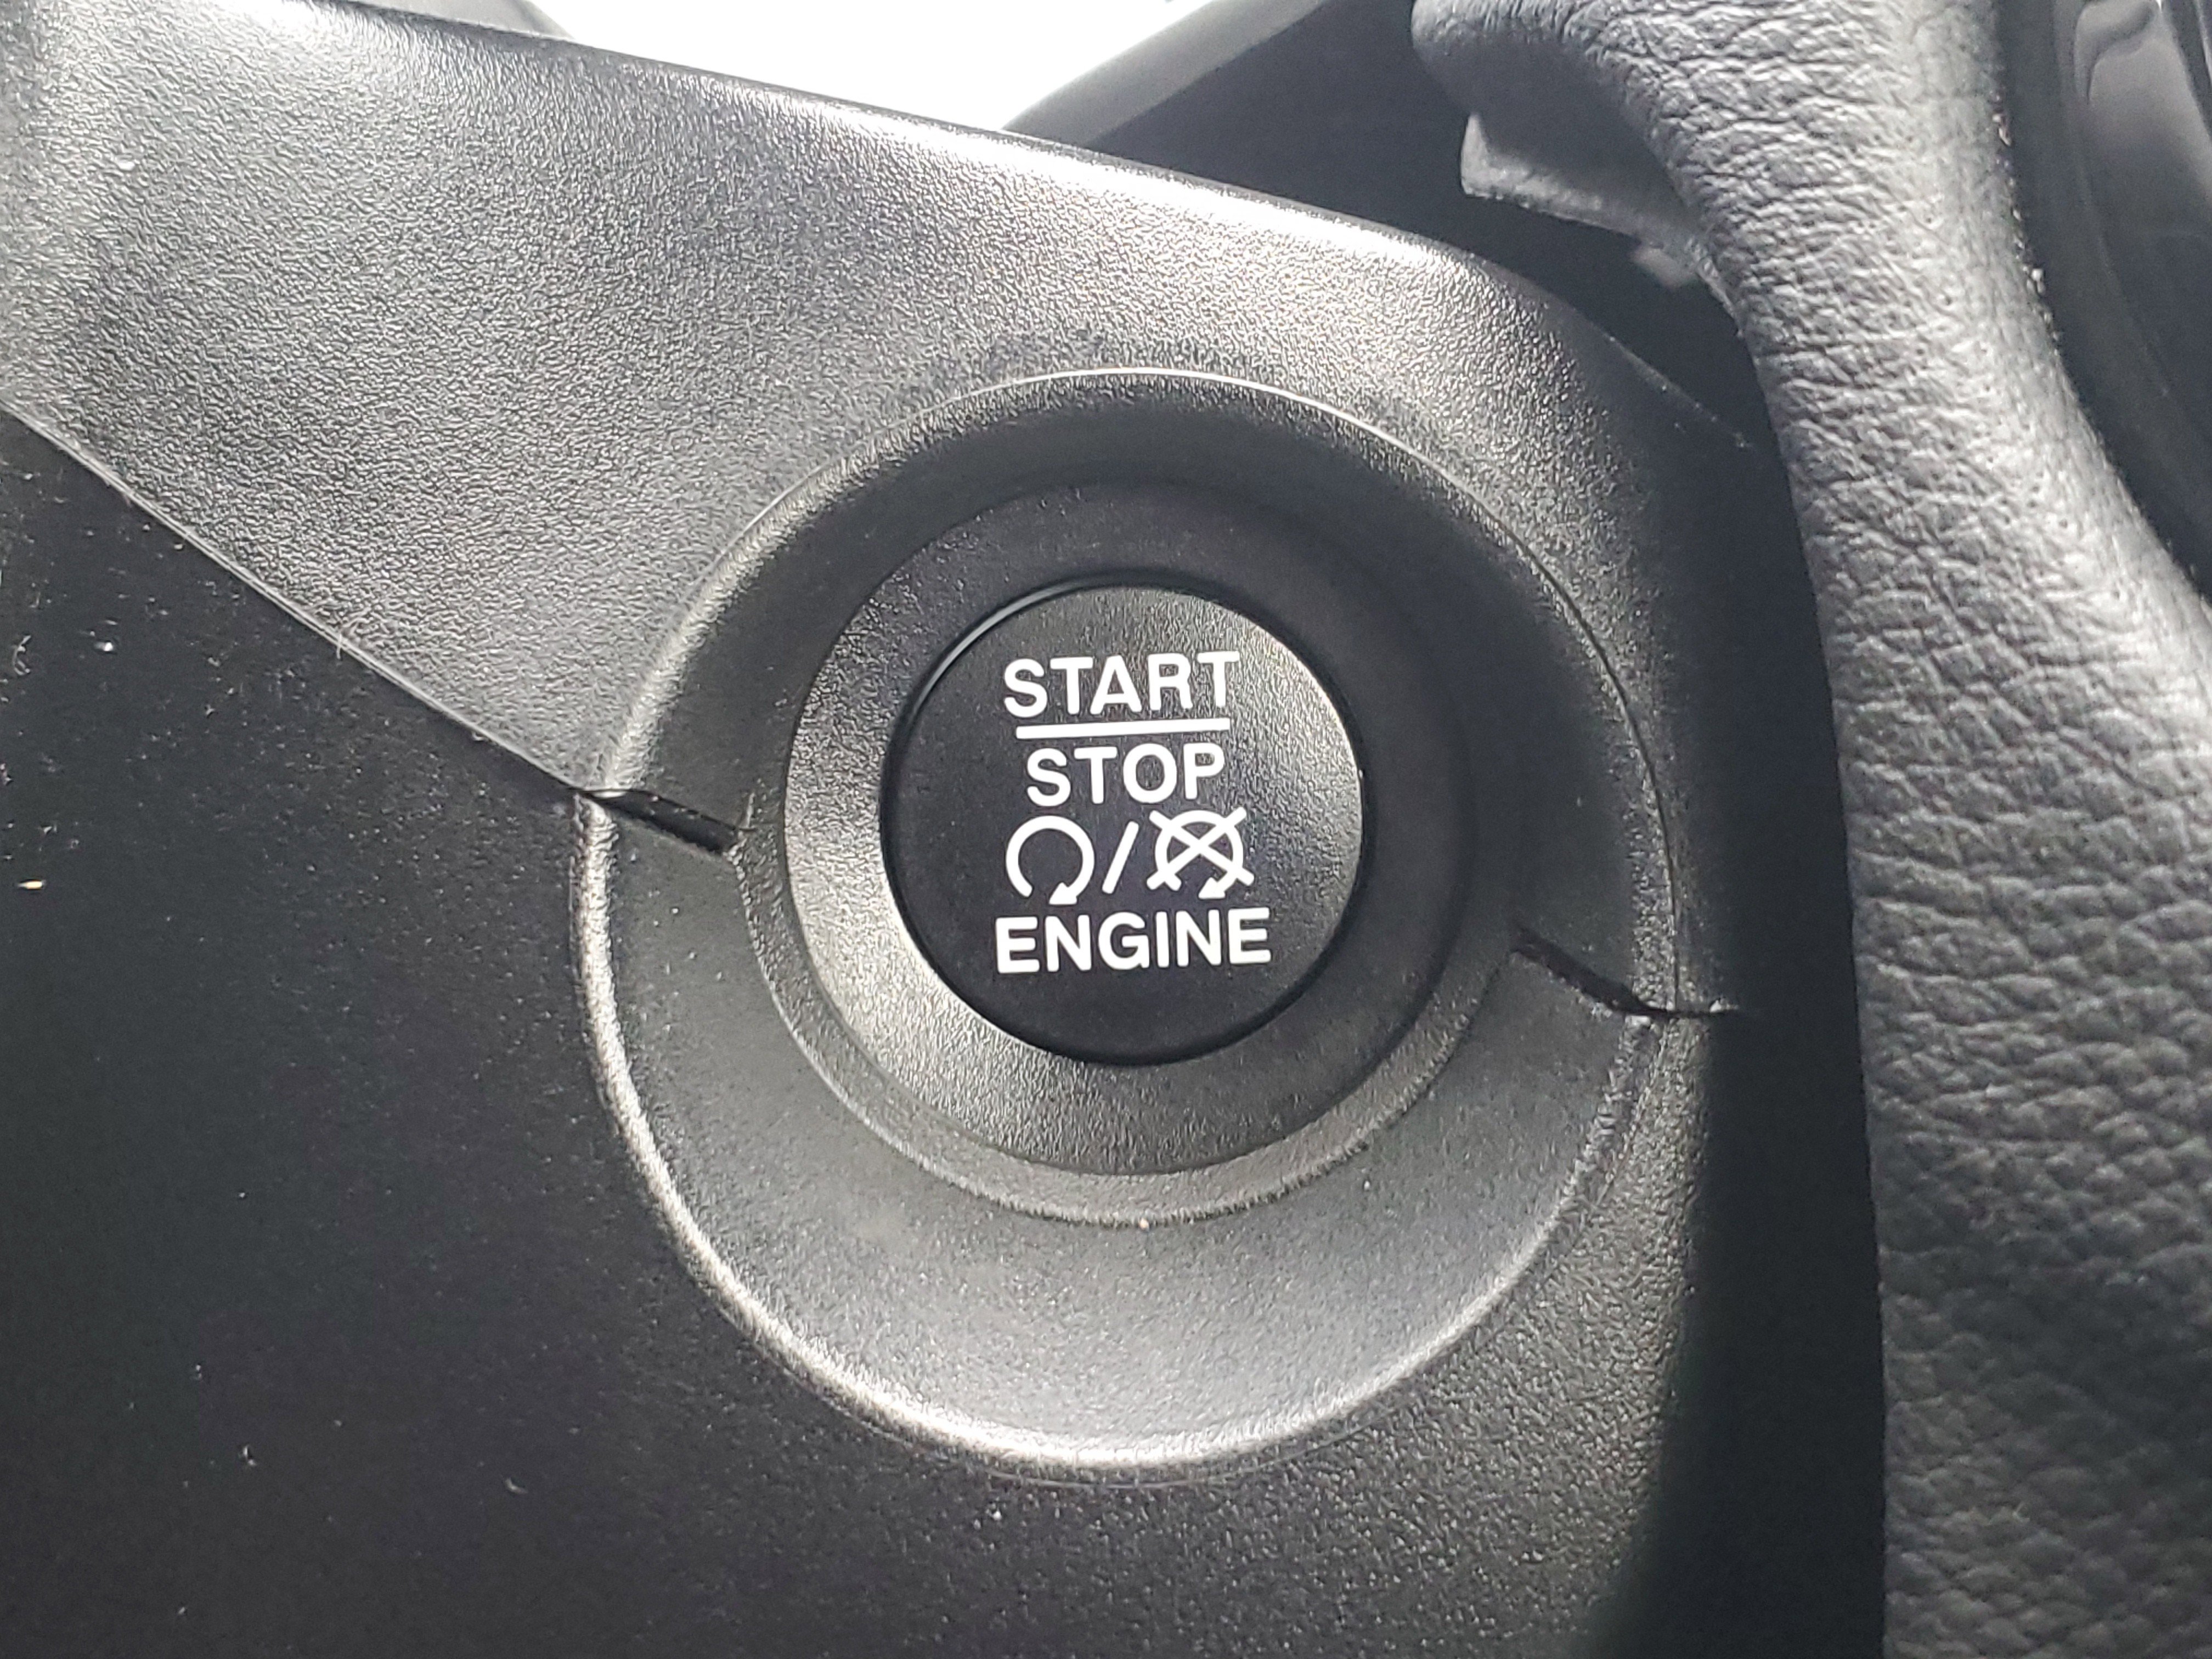 START
STOP
/
ENGINE